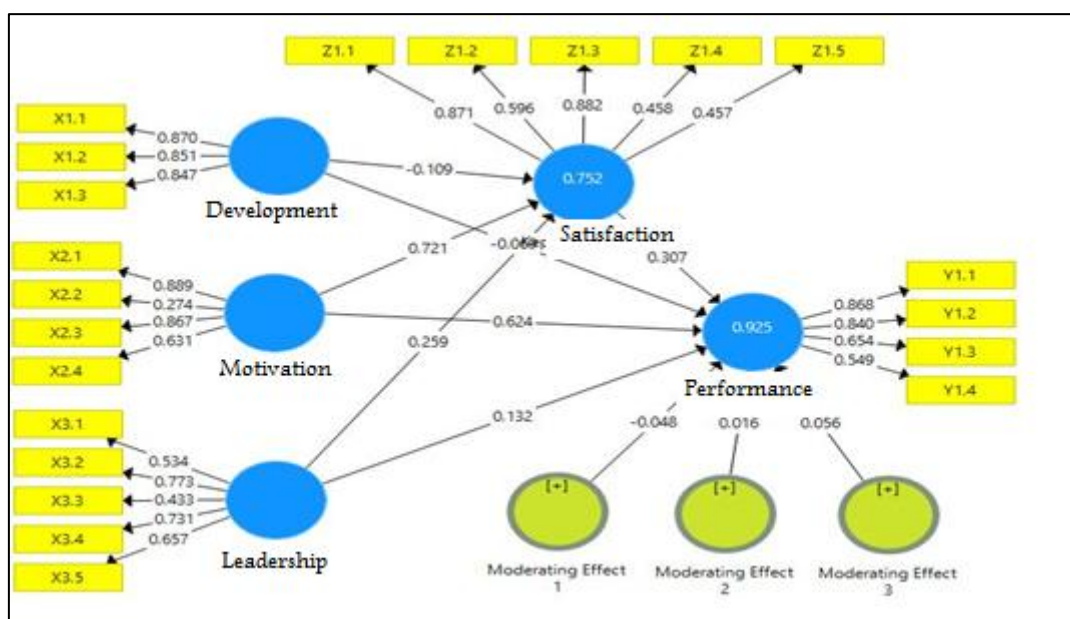 Z1.1
Z1.2
Z1.3
Z1.4
Z1.5
0.871
0.596
0.882
0.458
0.457
X1.1
X1.2
X1.3
0.870
0.851
0.847
Development
-0.109
0.752
Satisfaction
X2.1
X2.2
X2.3
X2.4
0.889
0.274
0.867
0.631
Motivation
0.721
0.307
0.624
0.259
0.132
0.925
Performance
Y1.1
Y1.2
Y1.3
Y1.4
0.868
0.840
0.654
0.549
X3.1
X3.2
X3.3
X3.4
X3.5
0.534
0.773
0.433
0.731
0.657
Leadership
-0.048
0.016
0.056
[+]
[+]
[+]
Moderating Effect
1
Moderating Effect
2
Moderating Effect
3